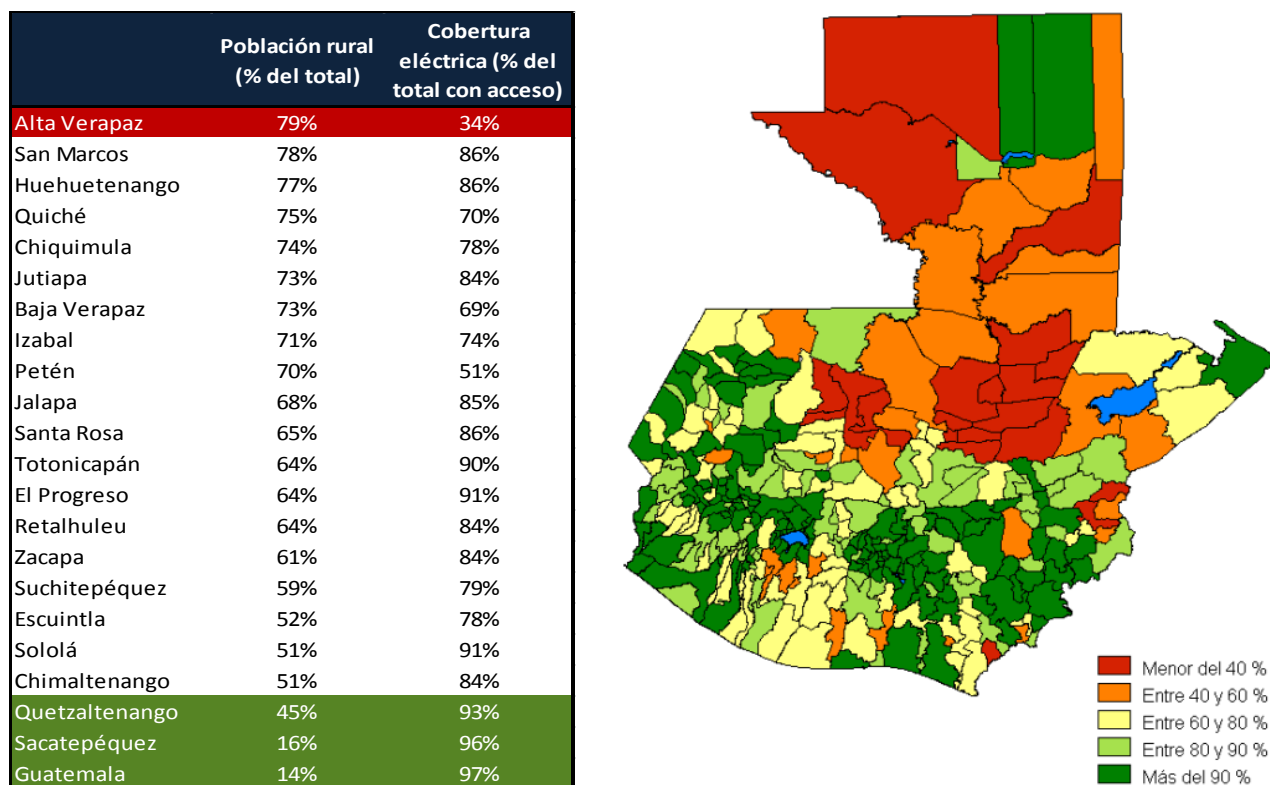 Población rural (% del total) Cobertura eléctrica (% del total con acceso)
Alta Verapaz 79% 34%
San Marcos 78% 86%
Huehuetenango 77% 86%
Quiché 75% 70%
Chiquimula 74% 78%
Jutiapa 73% 84%
Baja Verapaz 73% 69%
Izabal 71% 74%
Petén 70% 51%
Jalapa 68% 85%
Santa Rosa 65% 86%
Totonicapán 64% 90%
El Progreso 64% 91%
Retalhuleu 64% 84%
Zacapa 61% 84%
Suchitepéquez 59% 79%
Escuintla 52% 78%
Sololá 51% 91%
Chimaltenango 51% 84%
Quetzaltenango 45% 93%
Sacatepéquez 16% 96%
Guatemala 14% 97%
Menor del 40 %
Entre 40 y 60 %
Entre 60 y 80 %
Entre 80 y 90 %
Más del 90 %